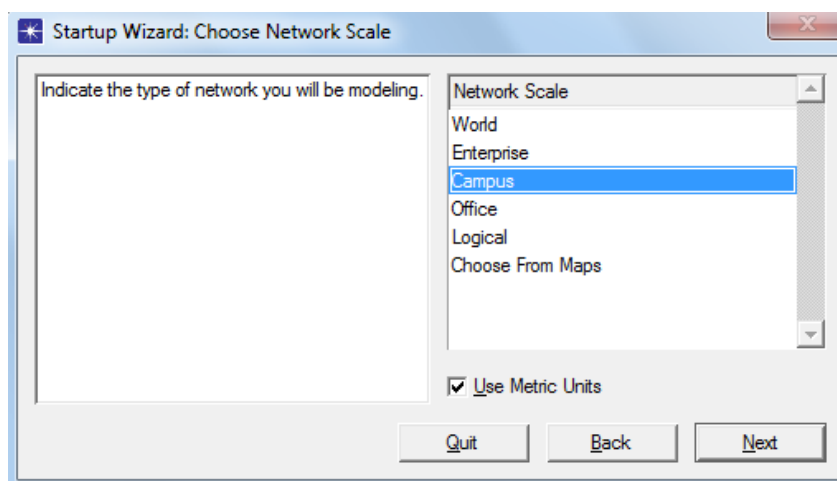 Startup Wizard: Choose Network Scale
Indicate the type of network you will be modeling.
Network Scale
World
Enterprise
Campus
Office
Logical
Choose From Maps
Use Metric Units
Quit
Back
Next